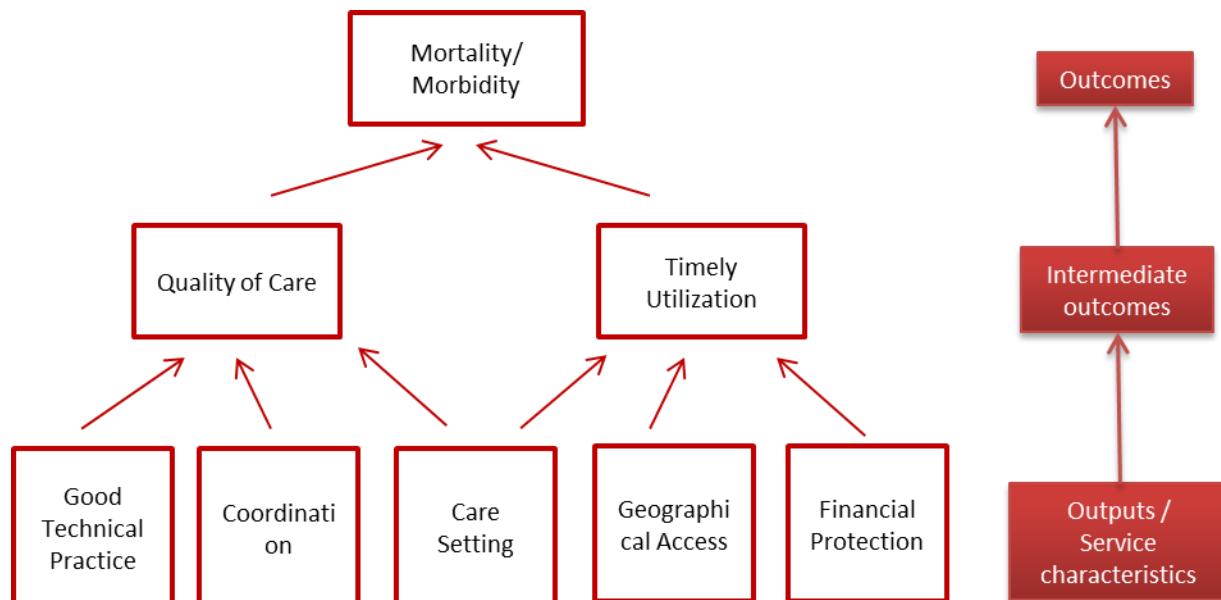 Mortality/
Morbidity
Outcomes
Quality of Care
Timely
Utilization
Intermediate
outcomes
Good
Technical
Practice
Coordinati
on
Care
Setting
Geographi
cal Access
Financial
Protection
Outputs /
Service
characteristics